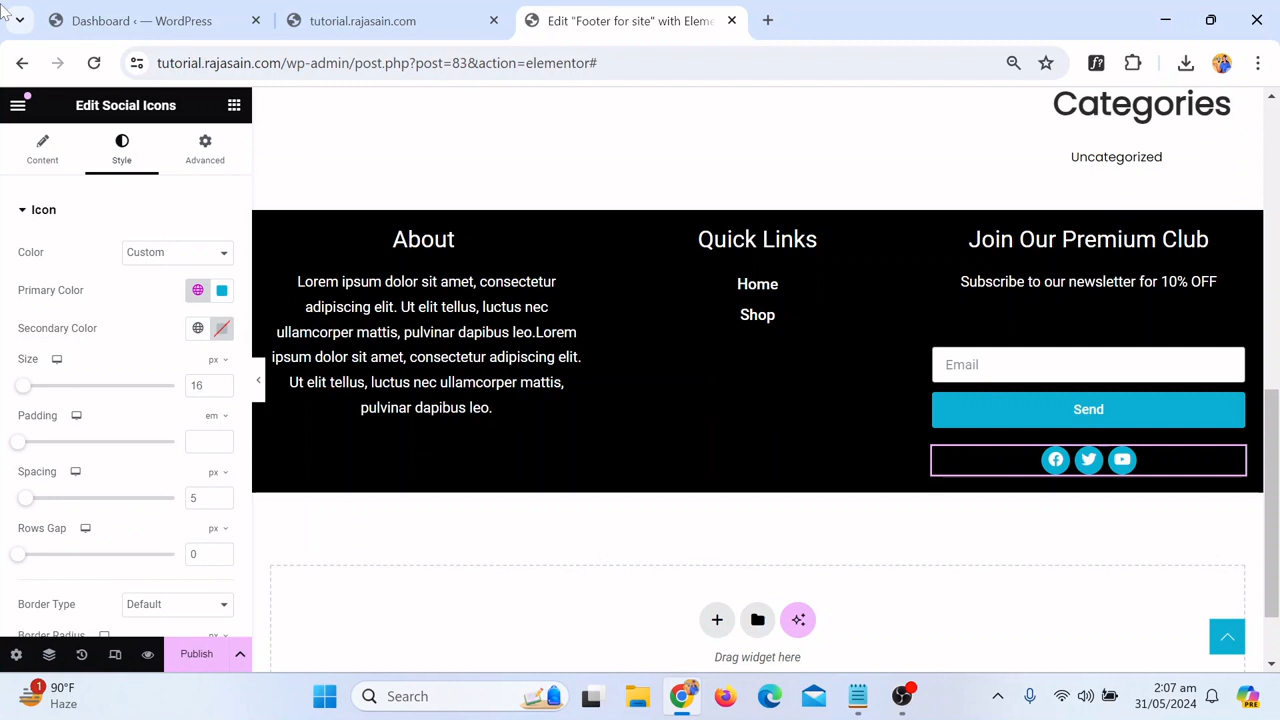 Dashboard ‹ — WordPress
tutorial.rajasain.com
Edit "Footer for site" with Eleme
tutorial.rajasain.com/wp-admin/post.php?post=83&action=elementor#
Edit Social Icons
Content
Style
Advanced
Icon
Color
Custom
Primary Color
Secondary Color
Size
px
16
Padding
em
Spacing
px
5
Rows Gap
px
0
Border Type
Default
Border Radius
px
Publish
Categories
Uncategorized
About
Lorem ipsum dolor sit amet, consectetur
adipiscing elit. Ut elit tellus, luctus nec
ullamcorper mattis, pulvinar dapibus leo.Lorem
ipsum dolor sit amet, consectetur adipiscing elit.
Ut elit tellus, luctus nec ullamcorper mattis,
pulvinar dapibus leo.
Quick Links
Home
Shop
Join Our Premium Club
Subscribe to our newsletter for 10% OFF
Email
Send
Drag widget here
1
90°F
Haze
Search
2:07 am
31/05/2024
PRE